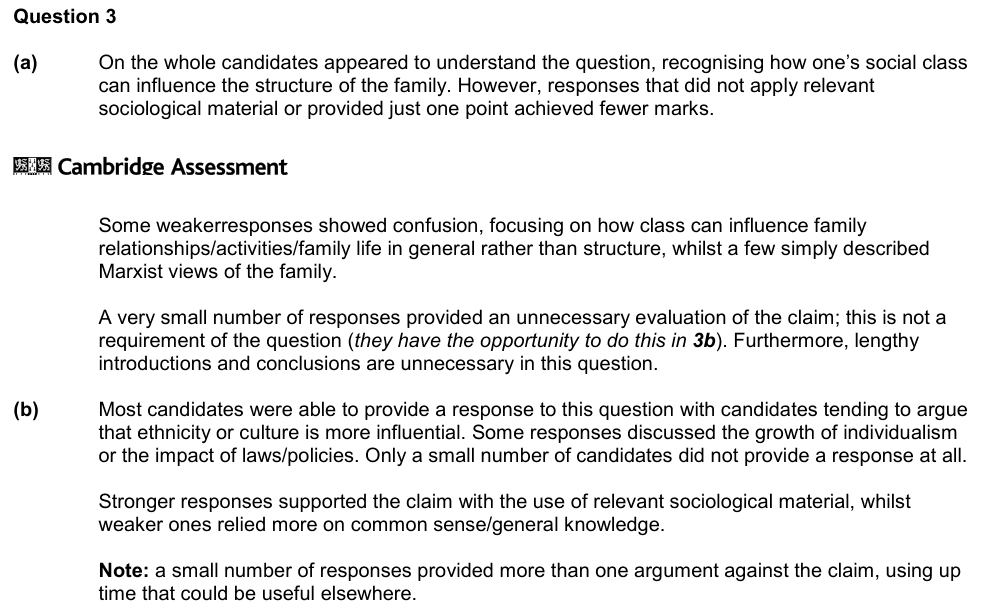 Question 3
(a) On the whole candidates appeared to understand the question, recognising how one's social class
can influence the structure of the family. However, responses that did not apply relevant
sociological material or provided just one point achieved fewer marks.
Cambridge Assessment
Some weakerresponses showed confusion, focusing on how class can influence family
relationships/activities/family life in general rather than structure, whilst a few simply described
Marxist views of the family.
A very small number of responses provided an unnecessary evaluation of the claim; this is not a
requirement of the question (they have the opportunity to do this in 3b). Furthermore, lengthy
introductions and conclusions are unnecessary in this question.
(b) Most candidates were able to provide a response to this question with candidates tending to argue
that ethnicity or culture is more influential. Some responses discussed the growth of individualism
or the impact of laws/policies. Only a small number of candidates did not provide a response at all.
Stronger responses supported the claim with the use of relevant sociological material, whilst
weaker ones relied more on common sense/general knowledge.
Note: a small number of responses provided more than one argument against the claim, using up
time that could be useful elsewhere.